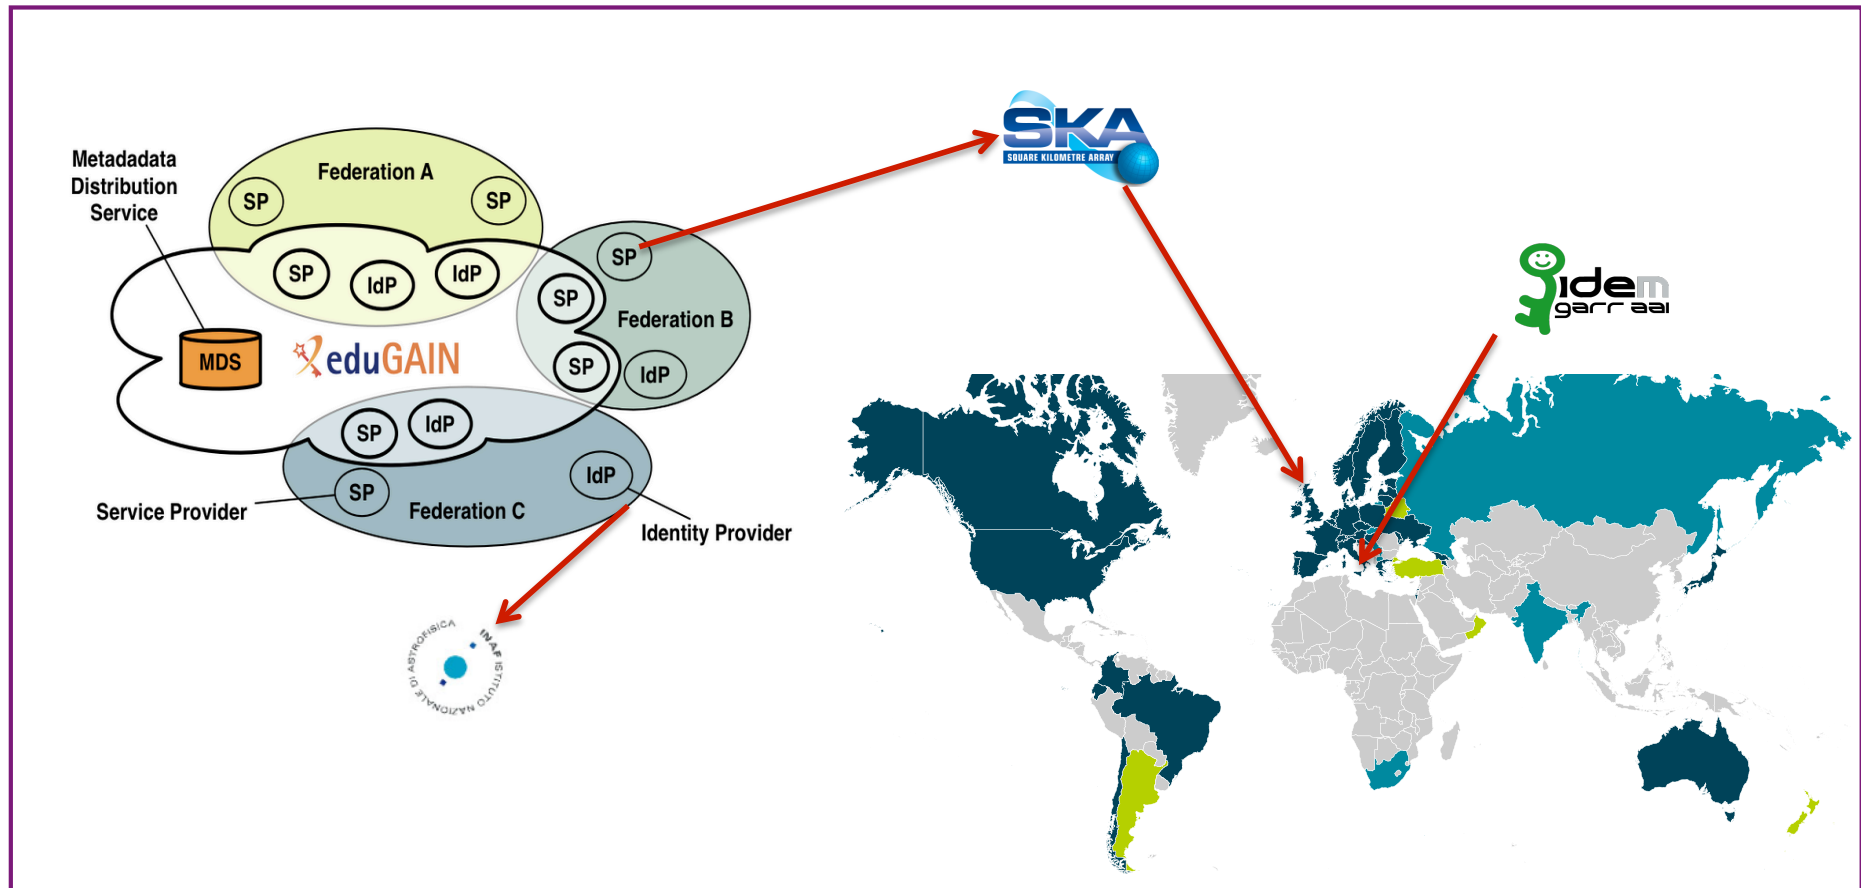 Metadadata
Distribution
Service
Federation A
SP
SP
SP
IdP
IdP
SP
SP
Federation B
SP
IdP
MDS
eduGAIN
SP
IdP
SP
IdP
Federation C
Service Provider
Identity Provider
INAF ISTITUTO NAZIONALE DI ASTROFISICA
SKA
SQUARE KILOMETRE ARRAY
idem
garr aai